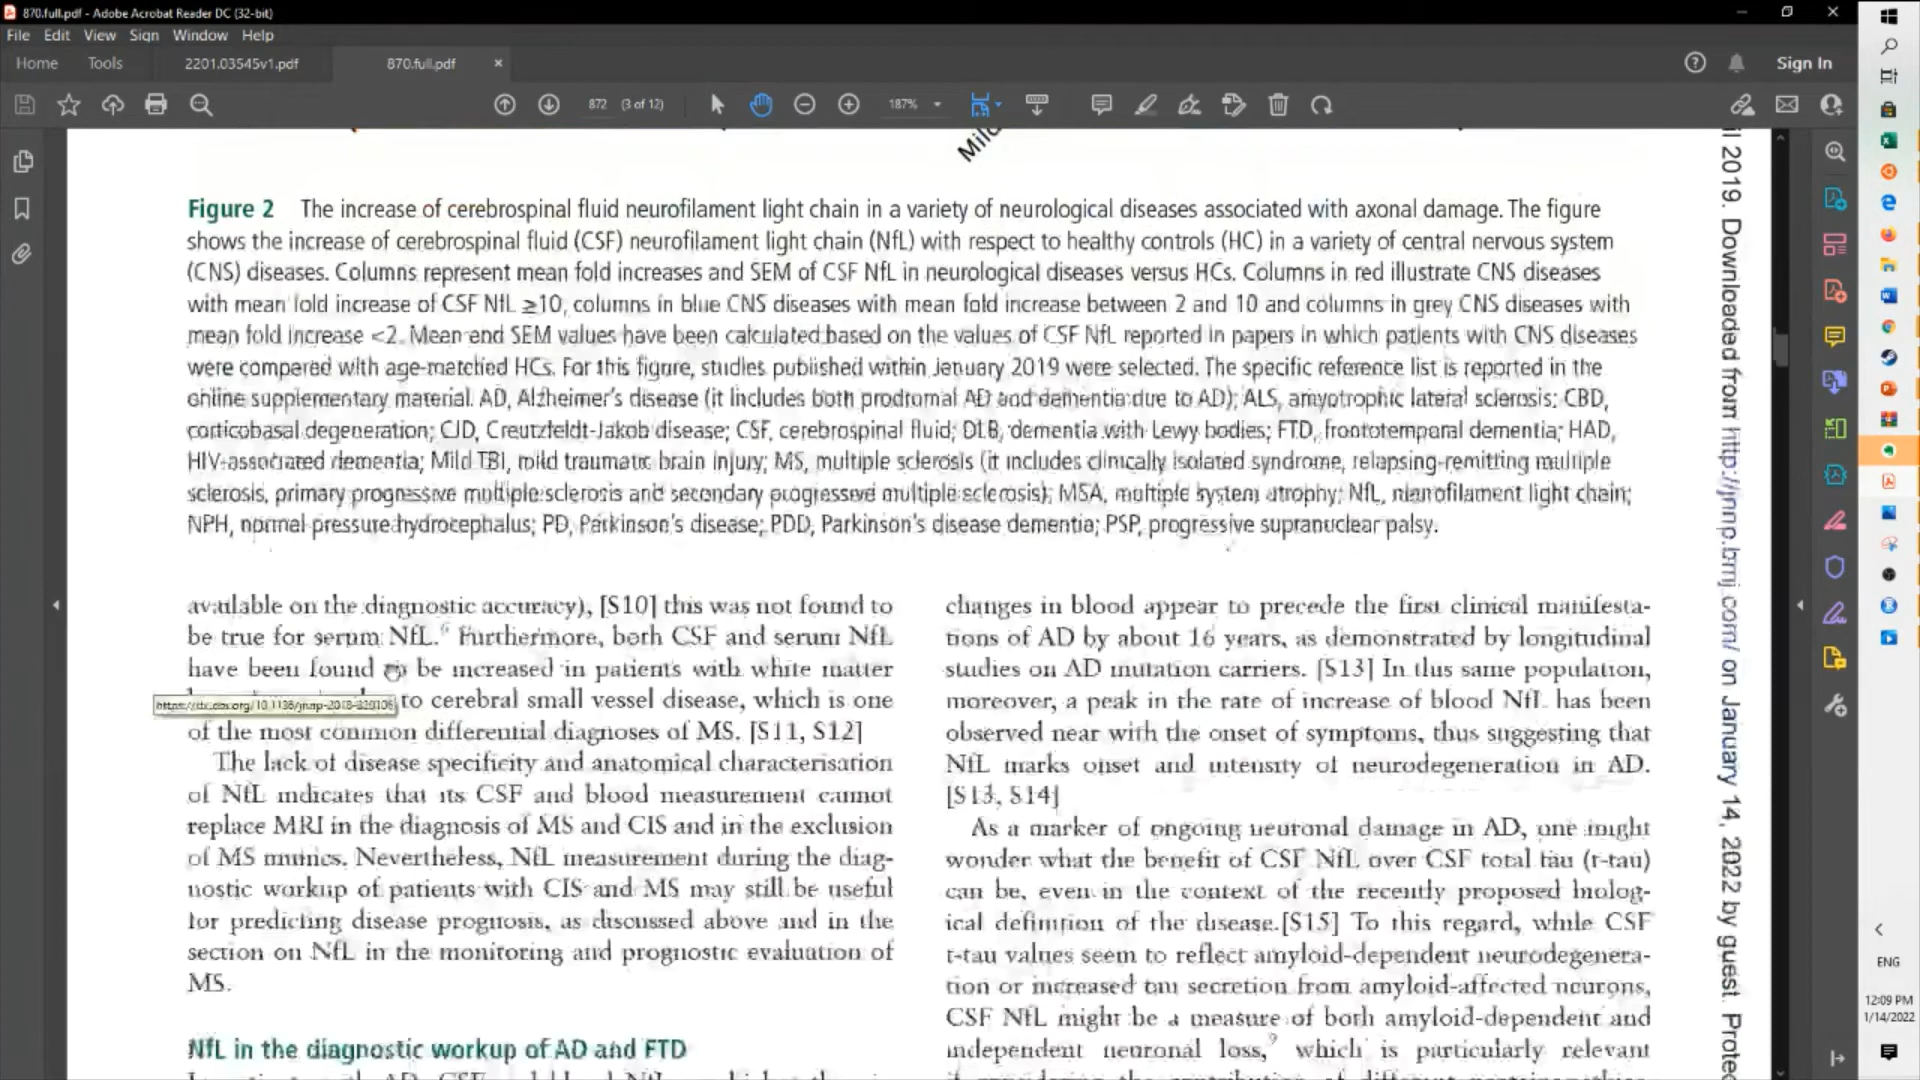 870.full.pdf - Adobe Acrobat Reader DC (32-bit)
File Edit View Sign Window Help
Home Tools 2201.03545v1.pdf 870.full.pdf × Sign In
872 (3 of 12) 187%
Figure 2 The increase of cerebrospinal fluid neurofilament light chain in a variety of neurological diseases associated with axonal damage. The figure
shows the increase of cerebrospinal fluid (CSF) neurofilament light chain (NfL) with respect to healthy controls (HC) in a variety of central nervous system
(CNS) diseases. Columns represent mean fold increases and SEM of CSF NfL in neurological diseases versus HCs. Columns in red illustrate CNS diseases
with mean fold increase of CSF NfL ≥10, columns in blue CNS diseases with mean fold increase between 2 and 10 and columns in grey CNS diseases with
mean fold increase <2. Mean and SEM values have been calculated based on the values of CSF NfL reported in papers in which patients with CNS diseases
were compared with age-matched HCs. For this figure, studies published within January 2019 were selected. The specific reference list is reported in the
online supplementary material. AD, Alzheimer's disease (it includes both prodromal AD and dementia due to AD); ALS, amyotrophic lateral sclerosis; CBD,
corticobasal degeneration; CJD, Creutzfeldt-Jakob disease; CSF, cerebrospinal fluid; DLB, dementia with Lewy bodies; FTD, frontotemporal dementia; HAD,
HIV-associated dementia; Mild TBI, mild traumatic brain injury; MS, multiple sclerosis (it includes clinically isolated syndrome, relapsing-remitting multiple
sclerosis, primary progressive multiple sclerosis and secondary progressive multiple sclerosis); MSA, multiple system atrophy; NfL, neurofilament light chain;
NPH, normal pressure hydrocephalus; PD, Parkinson's disease; PDD, Parkinson's disease dementia; PSP, progressive supranuclear palsy.
available on the diagnostic accuracy), [S10] this was not found to
be true for serum NfL. Furthermore, both CSF and serum NfL
have been found to be increased in patients with white matter
to cerebral small vessel disease, which is one
of the most common differential diagnoses of MS. [S11, S12]
The lack of disease specificity and anatomical characterisation
of NfL indicates that its CSF and blood measurement cannot
replace MRI in the diagnosis of MS and CIS and in the exclusion
of MS mimics. Nevertheless, NfL measurement during the diag-
nostic workup of patients with CIS and MS may still be useful
for predicting disease prognosis, as discussed above and in the
section on NfL in the monitoring and prognostic evaluation of
MS.
NfL in the diagnostic workup of AD and FTD
changes in blood appear to precede the first clinical manifesta-
tions of AD by about 16 years, as demonstrated by longitudinal
studies on AD mutation carriers. [S13] In this same population,
moreover, a peak in the rate of increase of blood NfL has been
observed near with the onset of symptoms, thus suggesting that
NfL marks onset and intensity of neurodegeneration in AD.
[S13, S14]
As a marker of ongoing neuronal damage in AD, one might
wonder what the benefit of CSF NfL over CSF total tau (t-tau)
can be, even in the context of the recently proposed biolog-
ical definition of the disease.[S15] To this regard, while CSF
t-tau values seem to reflect amyloid-dependent neurodegenera-
tion or increased tau secretion from amyloid-affected neurons,
CSF NfL might be a measure of both amyloid-dependent and
independent neuronal loss,⁹ which is particularly relevant
2019. Downloaded from http://jnnp.bmj.com/ on January 14, 2022 by guest.
ENG
12:09 PM
1/14/2022